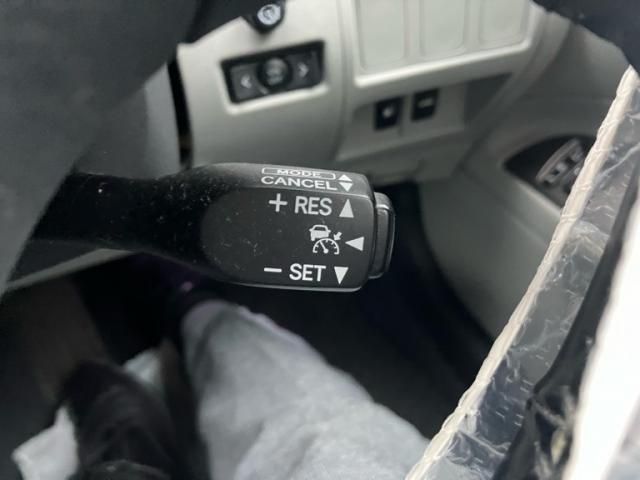 MODE
CANCEL
+ RES
− SET